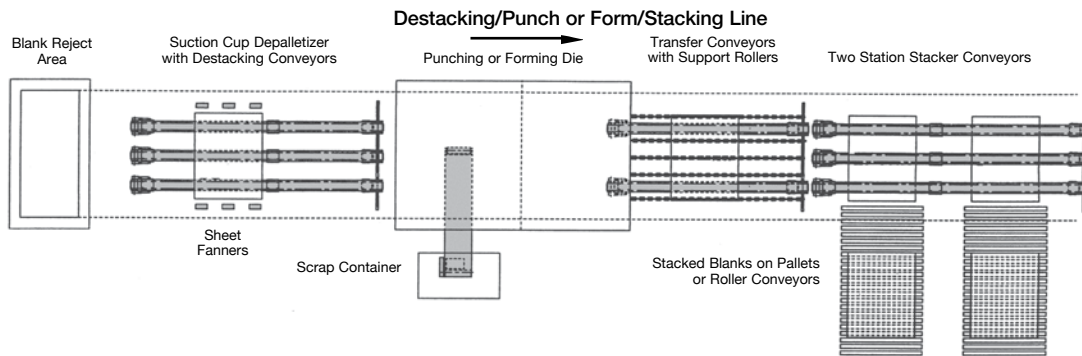 Destacking/Punch or Form/Stacking Line
Blank Reject
Area
Suction Cup Depalletizer
with Destacking Conveyors
Punching or Forming Die
Transfer Conveyors
with Support Rollers
Two Station Stacker Conveyors
Sheet
Fanners
Scrap Container
Stacked Blanks on Pallets
or Roller Conveyors